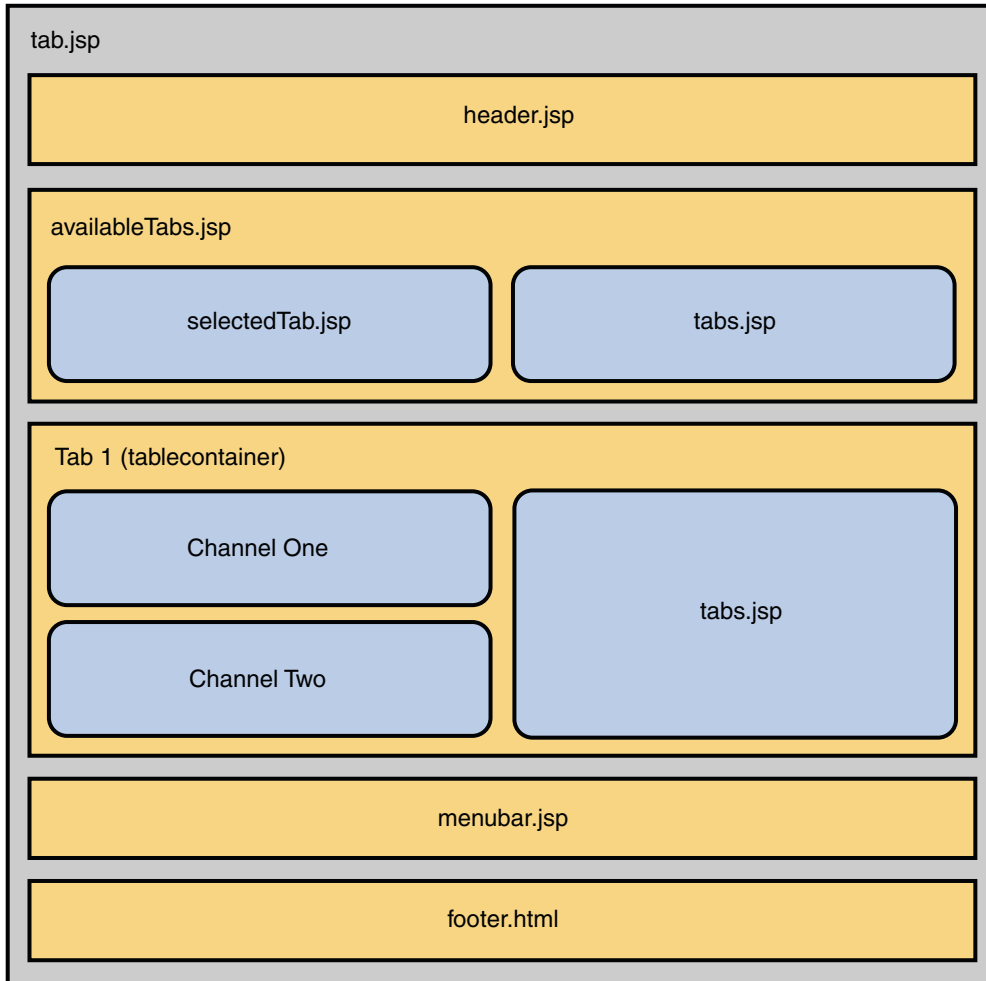 tab.jsp
header.jsp
availableTabs.jsp
selectedTab.jsp
tabs.jsp
Tab 1 (tablecontainer)
Channel One
tabs.jsp
Channel Two
menubar.jsp
footer.html